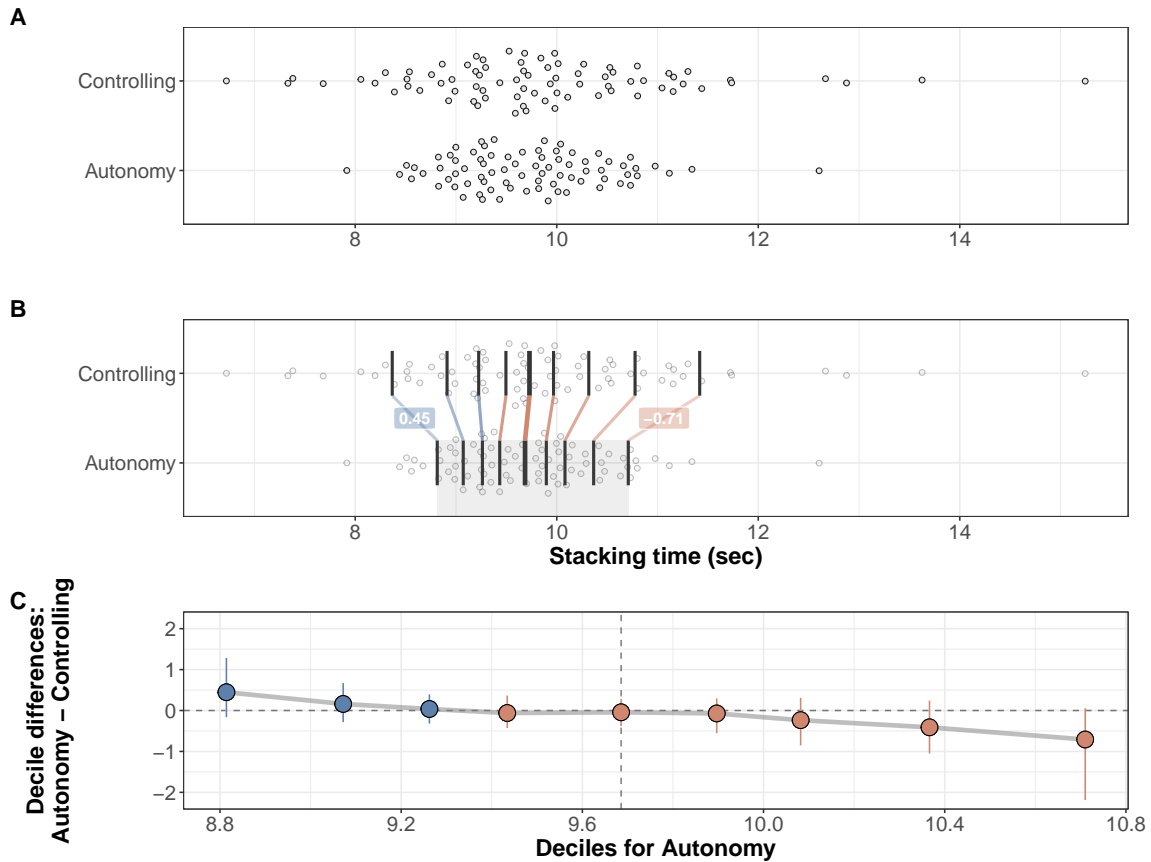 A
Controlling
Autonomy
8 10 12 14
B
Controlling
0.45 −0.71
Autonomy
8 10 12 14
Stacking time (sec)
C
Decile differences:
Autonomy − Controlling
2
1
0
−1
−2
8.8 9.2 9.6 10.0 10.4 10.8
Deciles for Autonomy